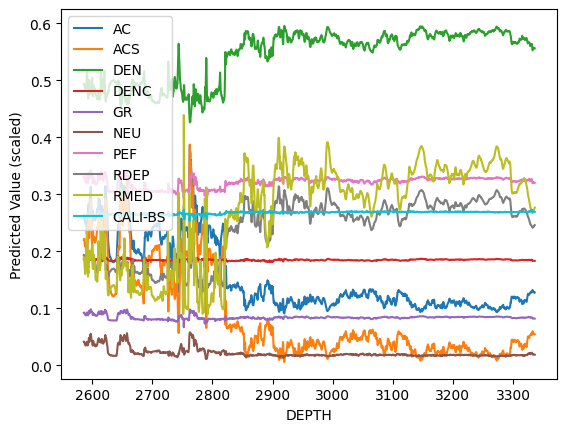 0.6
0.5
0.4
0.3
0.2
0.1
0.0
Predicted Value (scaled)
AC
ACS
DEN
DENC
GR
NEU
PEF
RDEP
RMED
CALI-BS
2600 2700 2800 2900 3000 3100 3200 3300
DEPTH